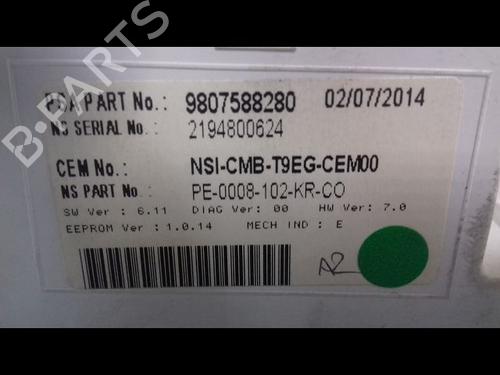 B-PARTS
PSA PART No.: 9807588280 02/07/2014
NS SERIAL No.: 2194800624
CEM No.: NSI-CMB-T9EG-CEM00
NS PART No.: PE-0008-102-KR-CO
SW Ver : 6.11 DIAG Ver: 00 HW Ver: 7.0
EEPROM Ver : 1.0.14 MECH IND : E
A2